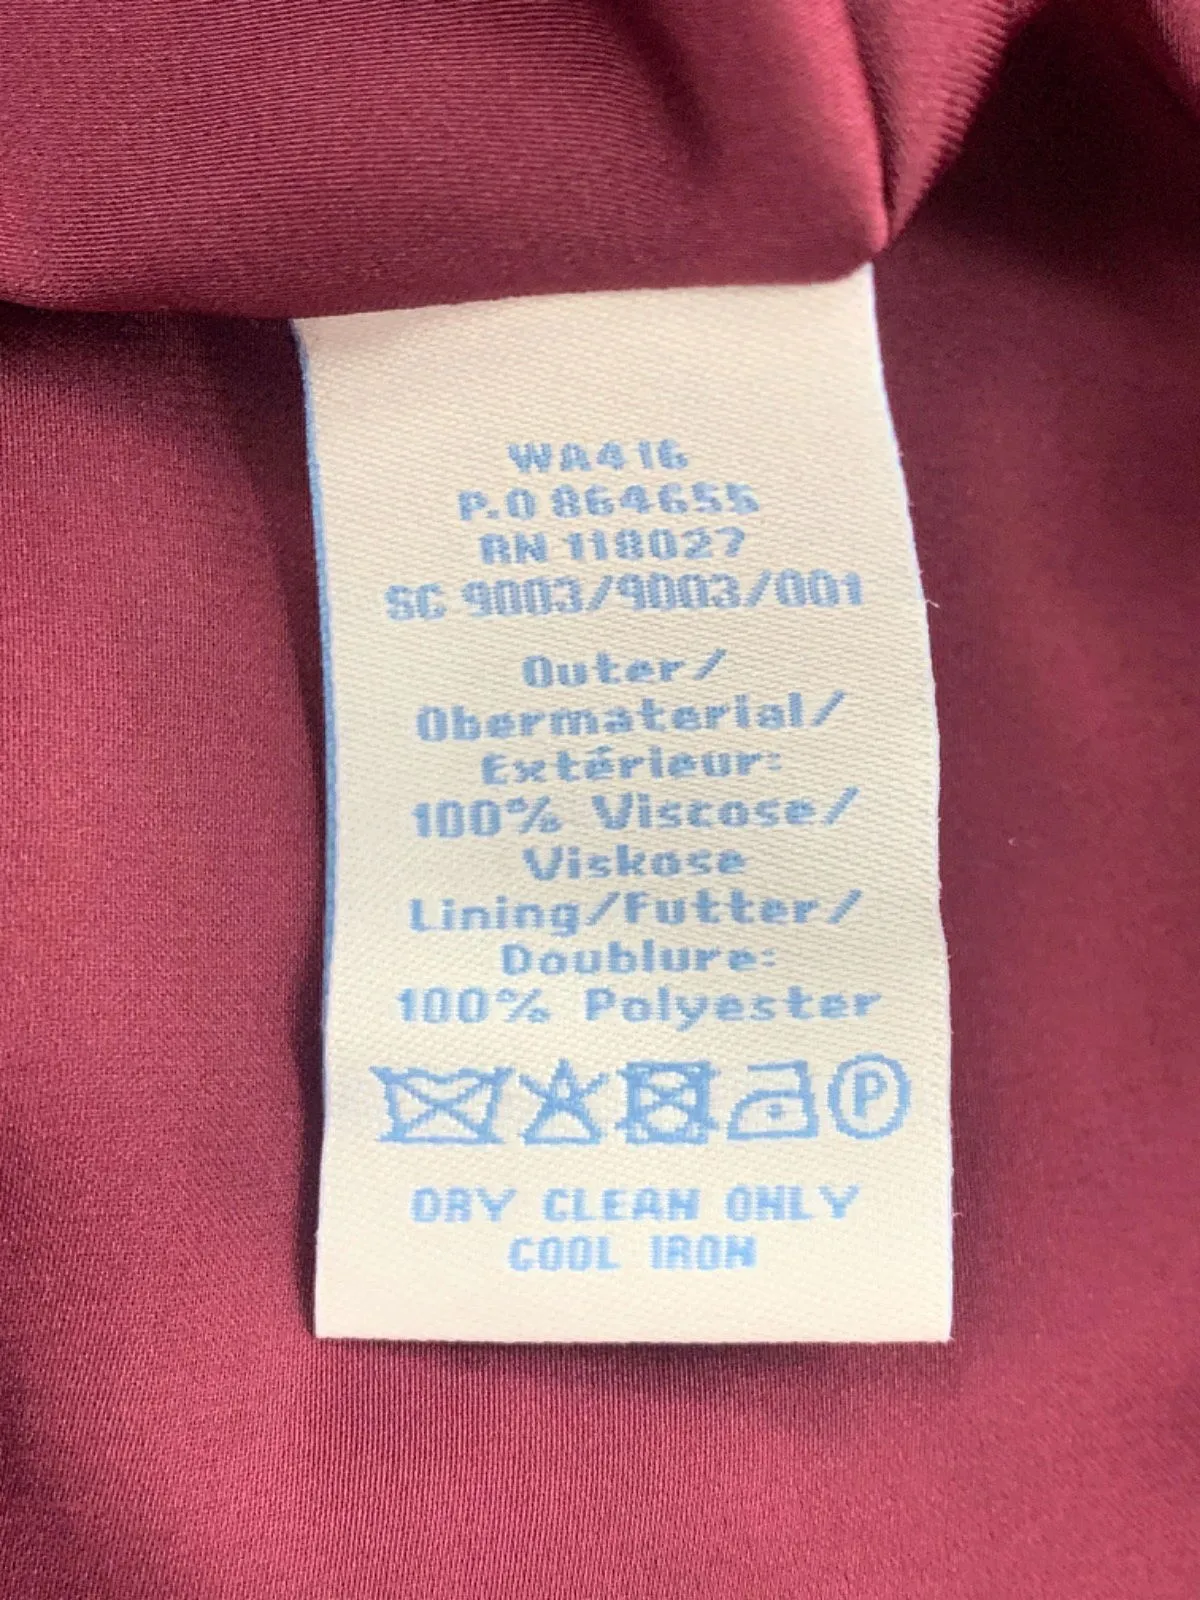 WA416
P.O 864655
RN 118027
SC 9003/9003/001
Outer/
Obermaterial/
Extérieur:
100% Viscose/
Viskose
Lining/Futter/
Doublure:
100% Polyester
P
DRY CLEAN ONLY
COOL IRON